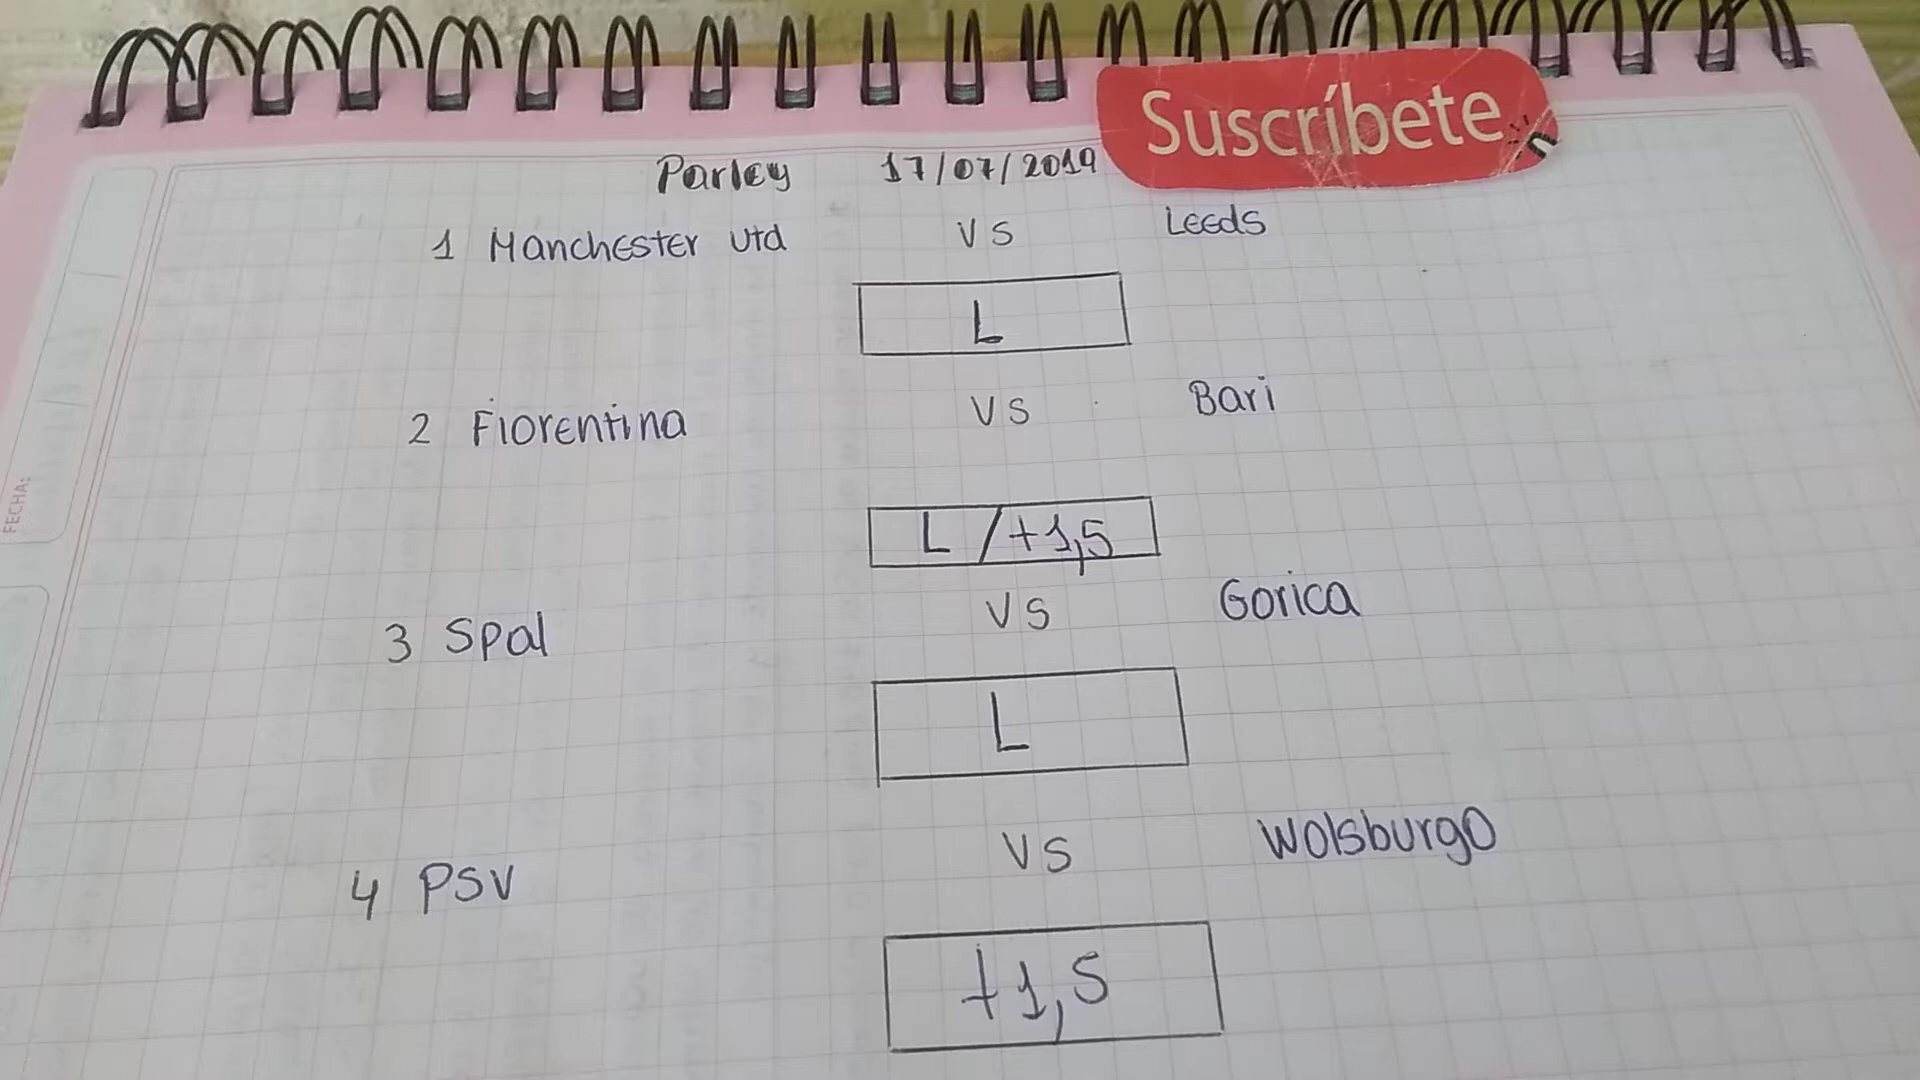 Suscríbete
Parley 17/07/2019
1 Manchester Utd VS Leeds
L
2 Fiorentina VS Bari
L/+1,5
3 Spal VS Gorica
L
4 PSV VS Wolsburgo
+1,5
FECHA: